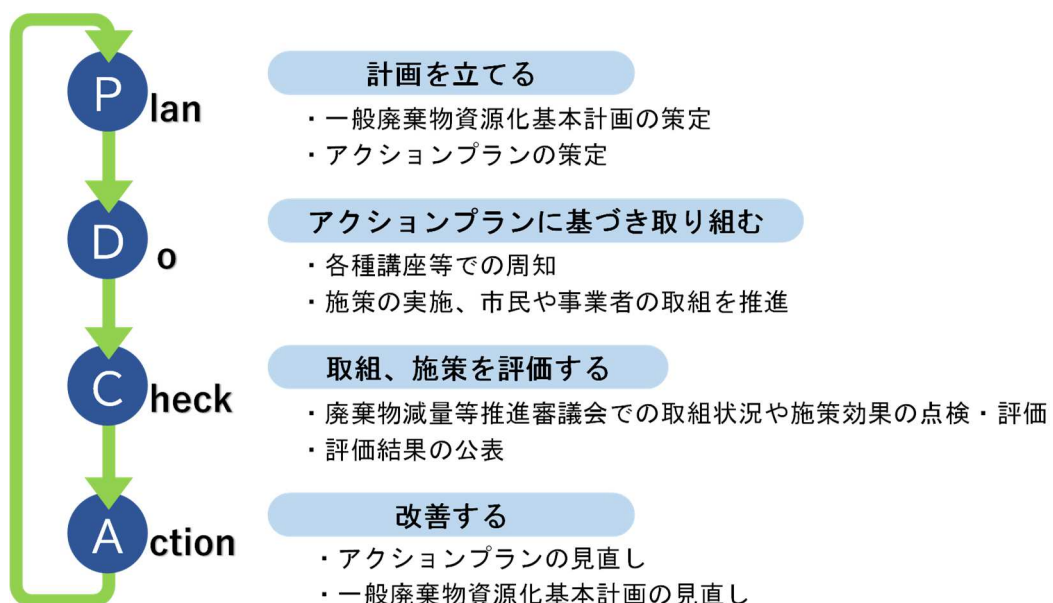 Plan
計画を立てる
・一般廃棄物資源化基本計画の策定
・アクションプランの策定
Do
アクションプランに基づき取り組む
・各種講座等での周知
・施策の実施、市民や事業者の取組を推進
Check
取組、施策を評価する
・廃棄物減量等推進審議会での取組状況や施策効果の点検・評価
・評価結果の公表
Action
改善する
・アクションプランの見直し
・一般廃棄物資源化基本計画の見直し